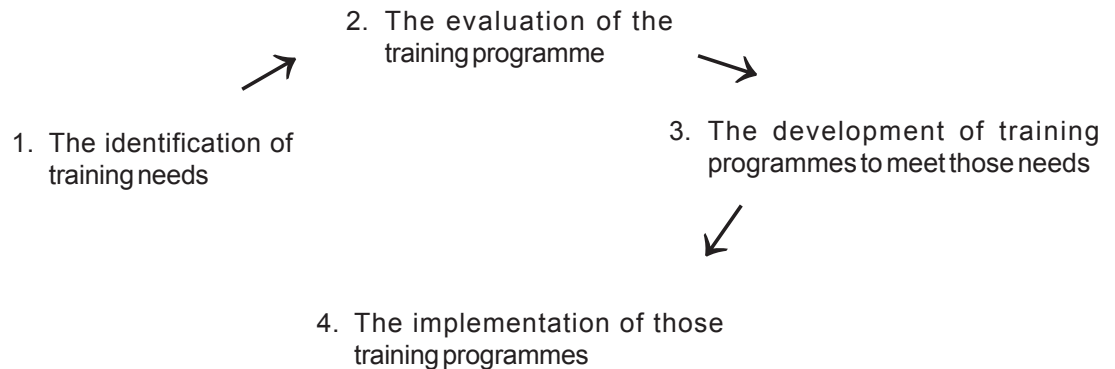 2. The evaluation of the
training programme
1. The identification of
training needs
3. The development of training
programmes to meet those needs
4. The implementation of those
training programmes